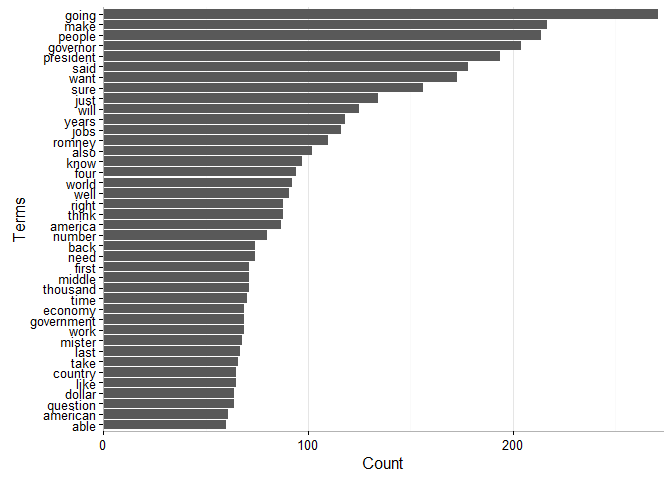 going
make
people
governor
president
said
want
sure
just
will
years
jobs
romney
also
know
four
world
well
right
think
america
number
back
need
first
middle
thousand
time
economy
government
work
mister
last
take
country
like
dollar
question
american
able
Terms
0 100 200
Count